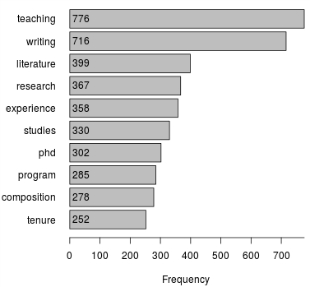 teaching 776
writing 716
literature 399
research 367
experience 358
studies 330
phd 302
program 285
composition 278
tenure 252
0 100 200 300 400 500 600 700
Frequency